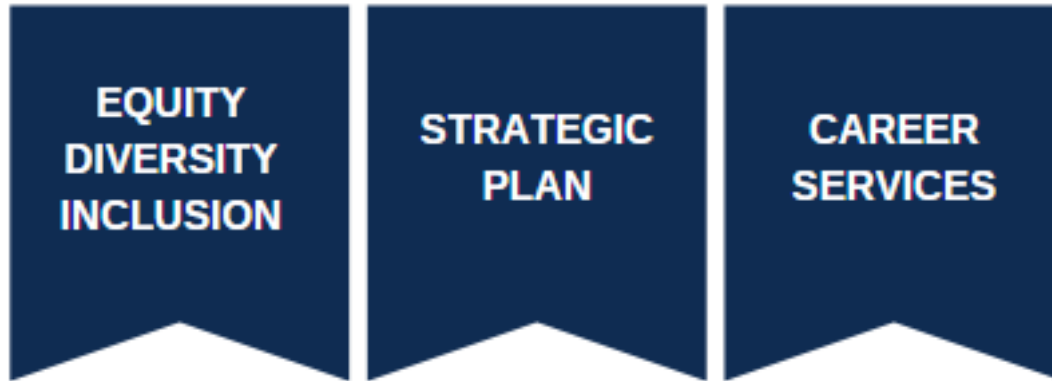 EQUITY
DIVERSITY
INCLUSION
STRATEGIC
PLAN
CAREER
SERVICES